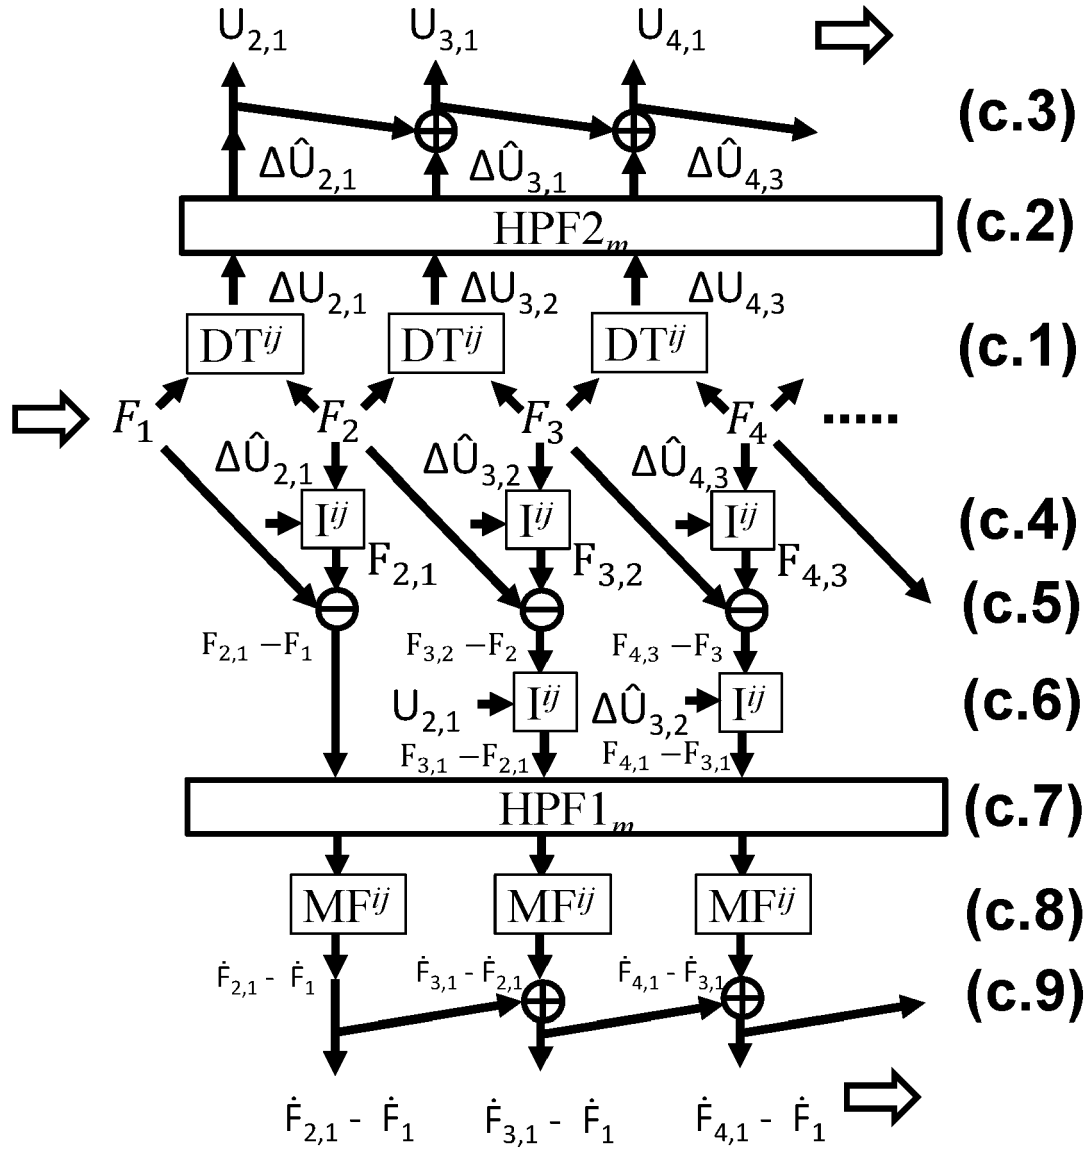 U2,1 U3,1 U4,1
(c.3)
ΔÛ2,1 ΔÛ3,1 ΔÛ4,3
HPF2m (c.2)
ΔU2,1 ΔU3,2 ΔU4,3
DTij DTij DTij (c.1)
F1 F2 F3 F4 ......
ΔÛ2,1 ΔÛ3,2 ΔÛ4,3
Iij Iij Iij (c.4)
F2,1 F3,2 F4,3
(c.5)
F2,1 −F1 F3,2 −F2 F4,3 −F3
U2,1 Iij ΔÛ3,2 Iij (c.6)
F3,1 −F2,1 F4,1 −F3,1
HPF1m (c.7)
MFij MFij MFij (c.8)
Ḟ2,1 - Ḟ1 Ḟ3,1 - Ḟ2,1 Ḟ4,1 - Ḟ3,1 (c.9)
Ḟ2,1 - Ḟ1 Ḟ3,1 - Ḟ1 Ḟ4,1 - Ḟ1